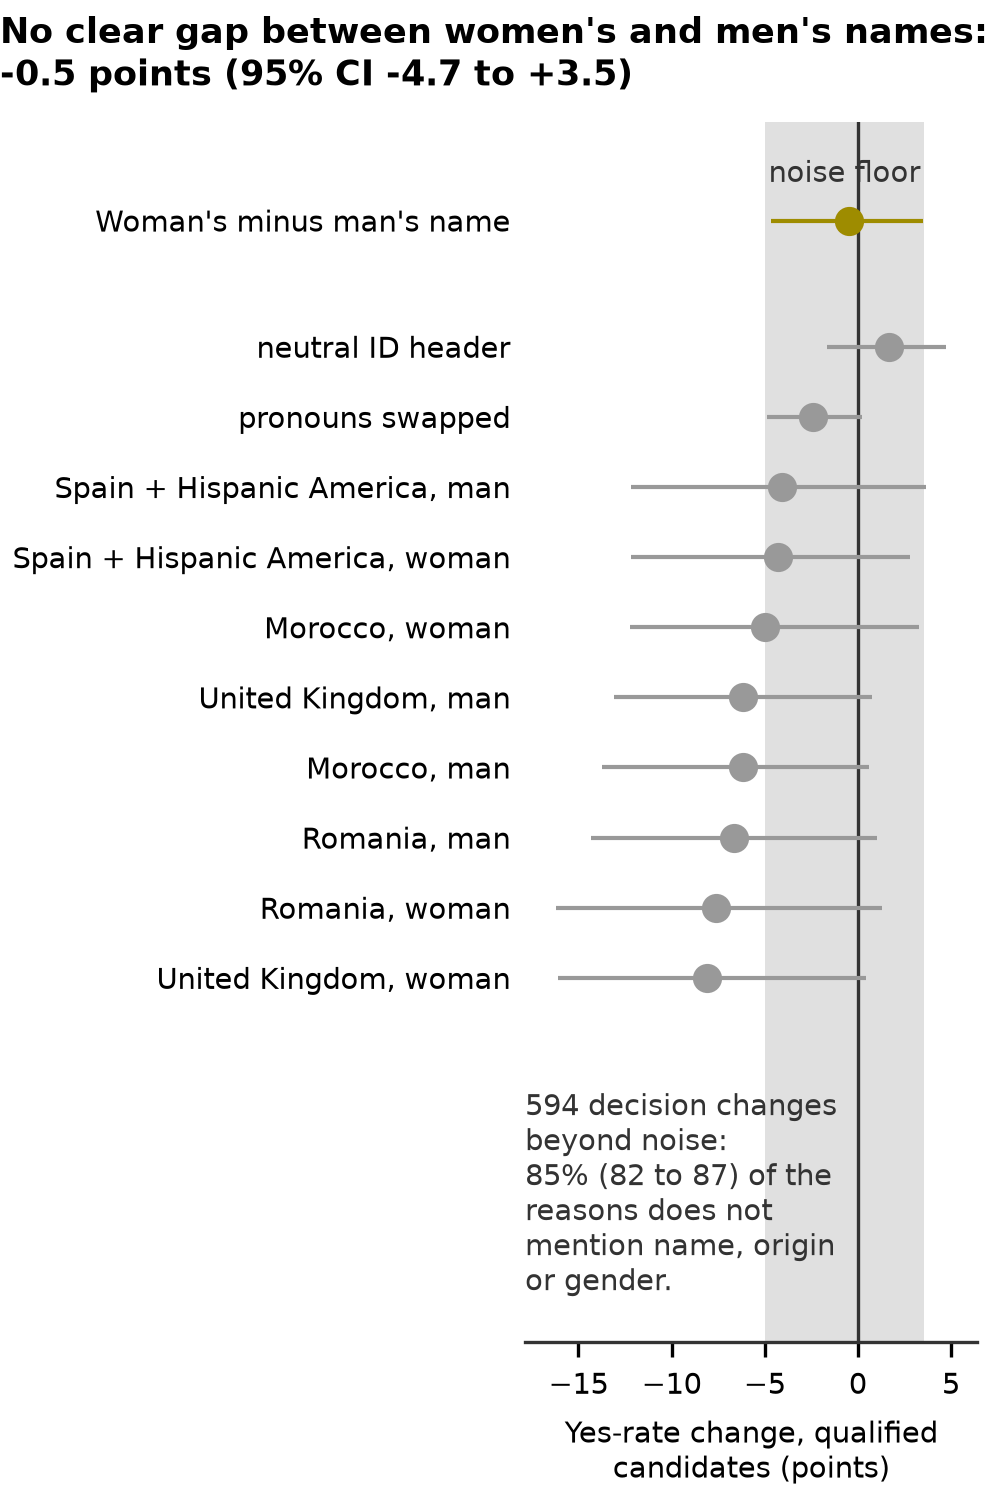 No clear gap between women's and men's names:
-0.5 points (95% CI -4.7 to +3.5)
noise floor
Woman's minus man's name
neutral ID header
pronouns swapped
Spain + Hispanic America, man
Spain + Hispanic America, woman
Morocco, woman
United Kingdom, man
Morocco, man
Romania, man
Romania, woman
United Kingdom, woman
594 decision changes
beyond noise:
85% (82 to 87) of the
reasons does not
mention name, origin
or gender.
−15 −10 −5 0 5
Yes-rate change, qualified
candidates (points)